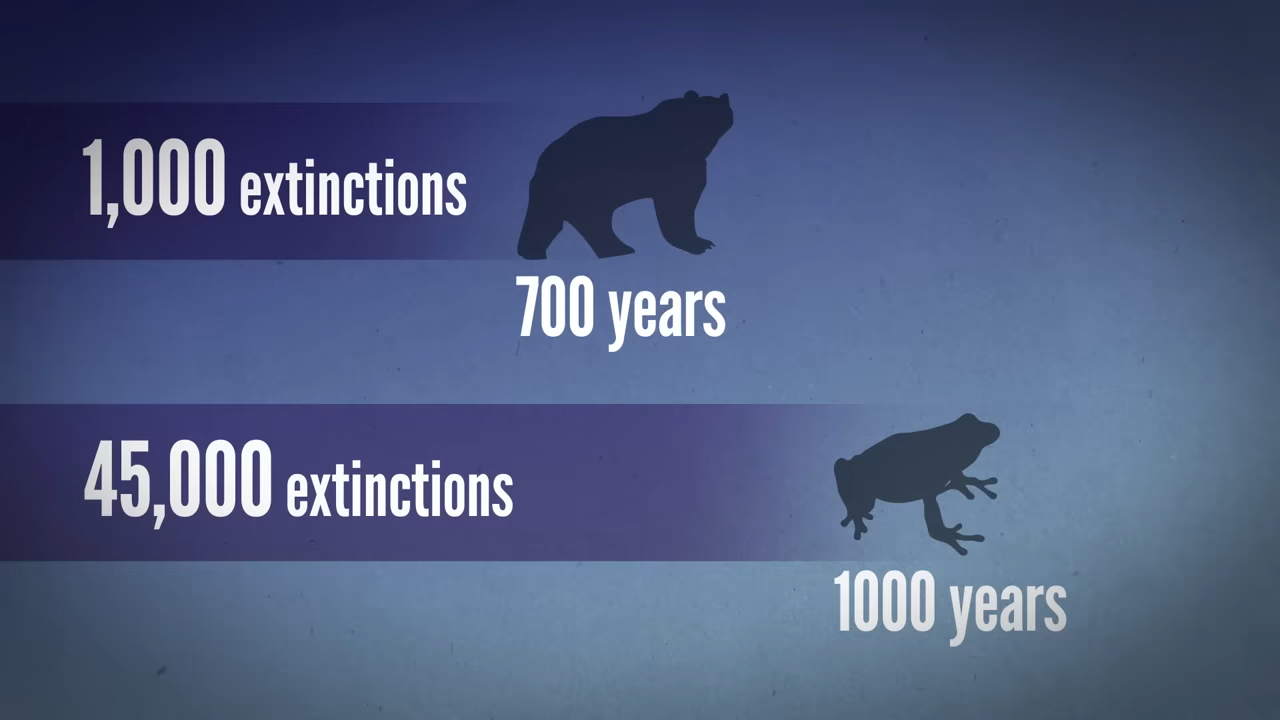 1,000 extinctions
700 years
45,000 extinctions
1000 years